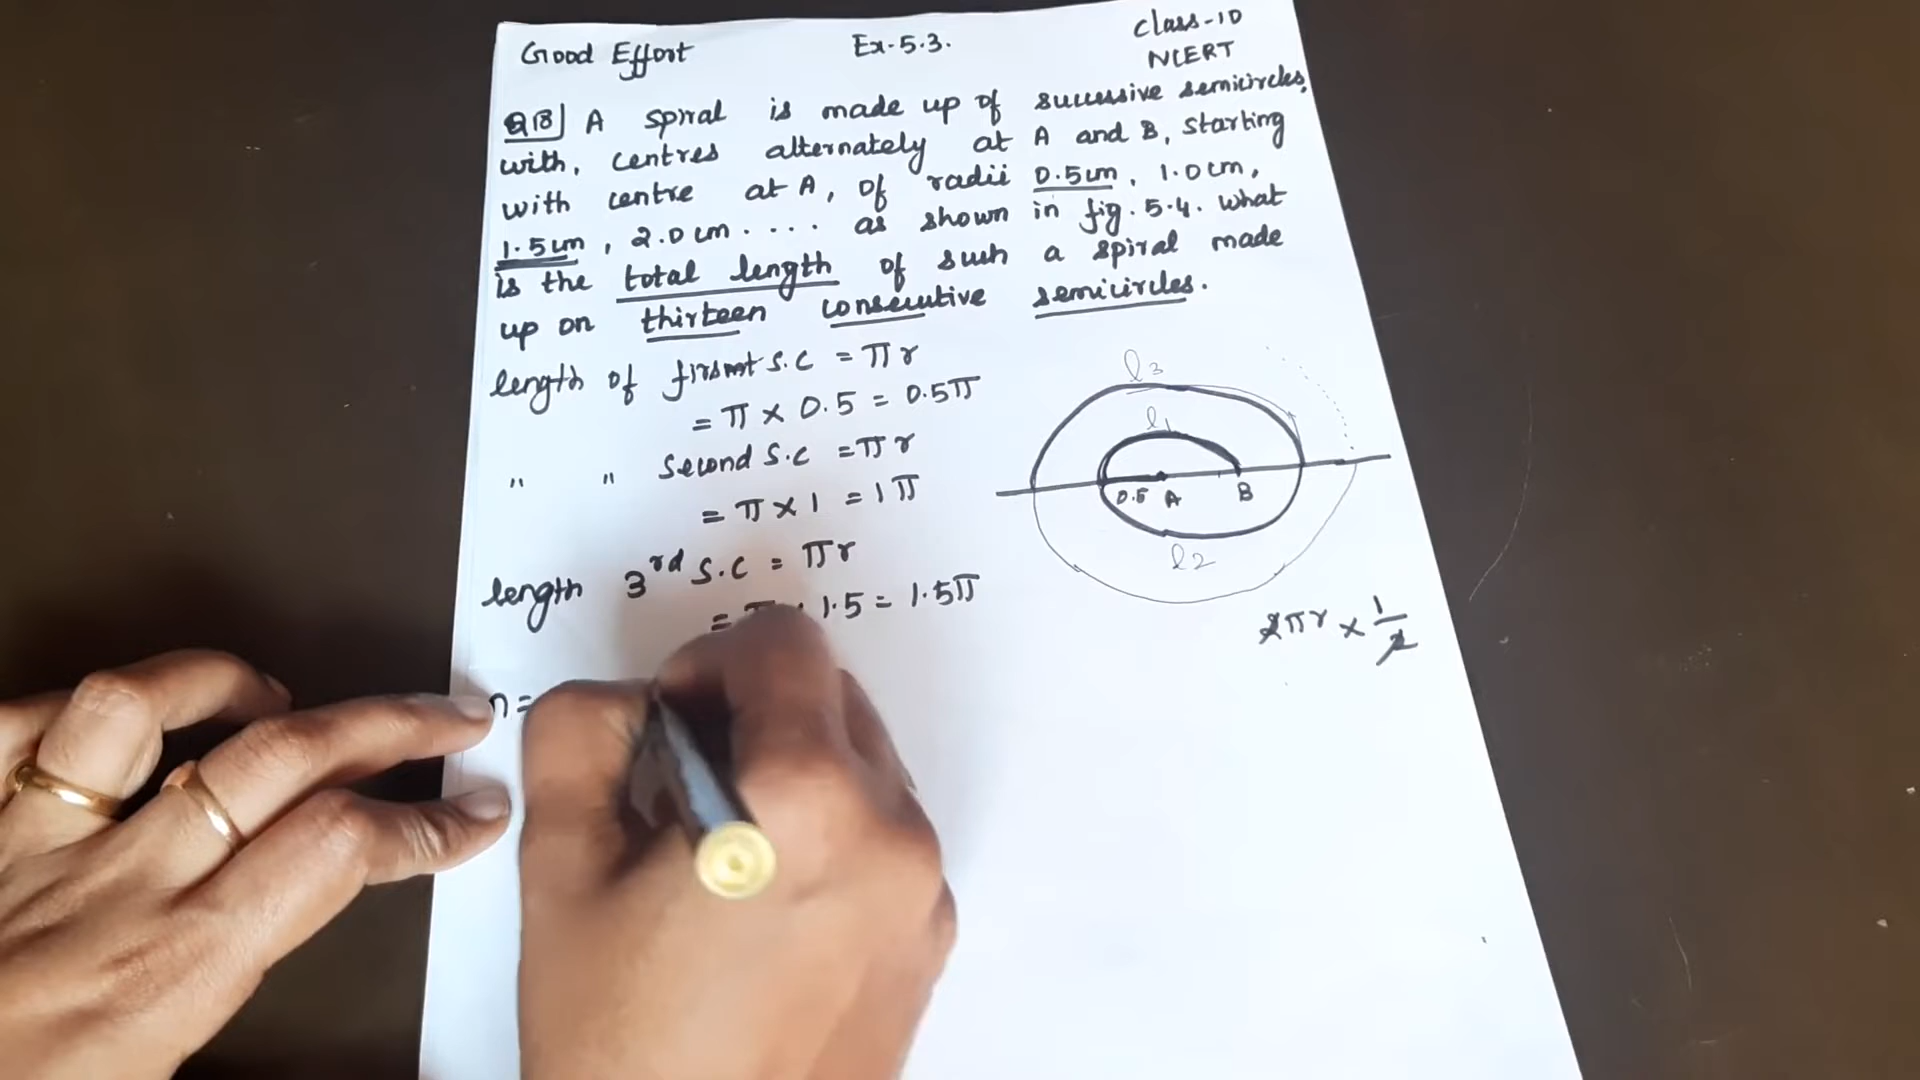 Good Effort Ex-5.3. Class-10
NCERT
Q18] A spiral is made up of successive semicircles,
with, centres alternately at A and B, starting
with centre at A, of radii 0.5cm, 1.0cm,
1.5cm, 2.0cm.... as shown in fig. 5.4. what
is the total length of such a spiral made
up on thirteen consecutive semicircles.
length of first S.C = πr
= π × 0.5 = 0.5π
" " Second S.C = πr
= π × 1 = 1π
length 3rd S.C = πr
= 1.5 = 1.5π
n =
l3
l1
0.5 A B
l2
2πr × 1/2